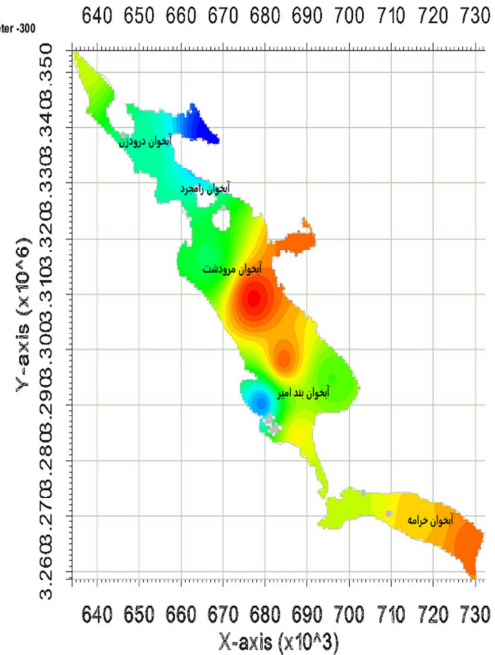 eter -300
640 650 660 670 680 690 700 710 720 730
3.350
3.340
3.330
3.320
3.310
3.300
3.290
3.280
3.270
3.260
Y-axis (x10^6)
آبخوان درودزن
آبخوان رامجرد
آبخوان مرودشت
آبخوان بند امیر
آبخوان خرامه
640 650 660 670 680 690 700 710 720 730
X-axis (x10^3)